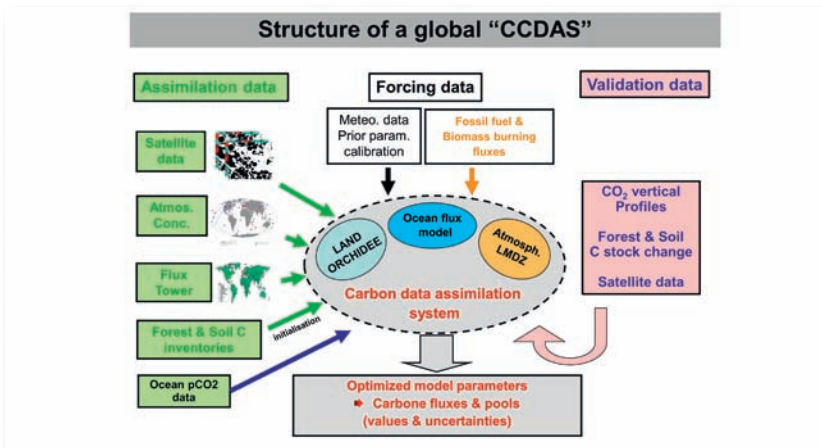 Structure of a global “CCDAS”
Assimilation data
Forcing data
Validation data
Meteo. data
Prior param.
calibration
Fossil fuel &
Biomass burning
fluxes
Satellite
data
Atmos.
Conc.
Flux
Tower
Forest & Soil C
inventories
Ocean pCO2
data
initialisation
LAND
ORCHIDEE
Ocean flux
model
Atmosph.
LMDZ
Carbon data assimilation
system
CO2 vertical
Profiles
Forest & Soil
C stock change
Satellite data
Optimized model parameters
Carbone fluxes & pools
(values & uncertainties)